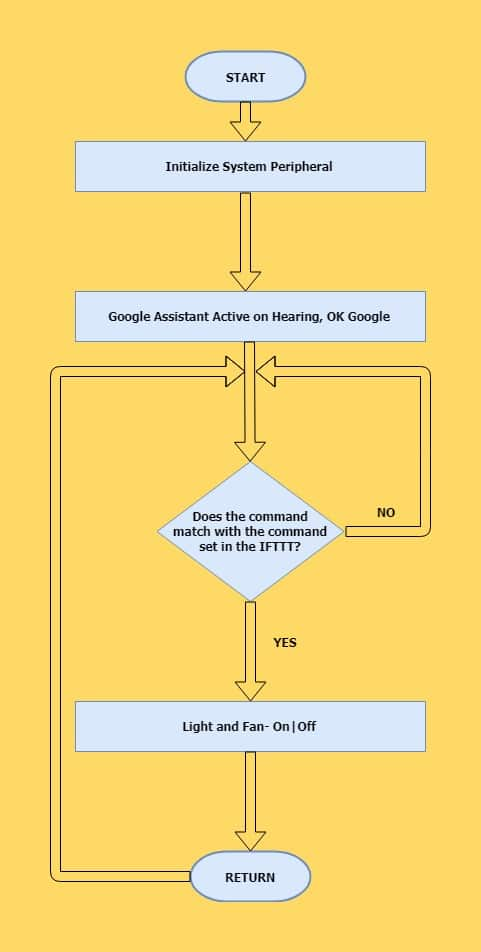 START
Initialize System Peripheral
Google Assistant Active on Hearing, OK Google
Does the command
match with the command
set in the IFTTT?
NO
YES
Light and Fan- On|Off
RETURN